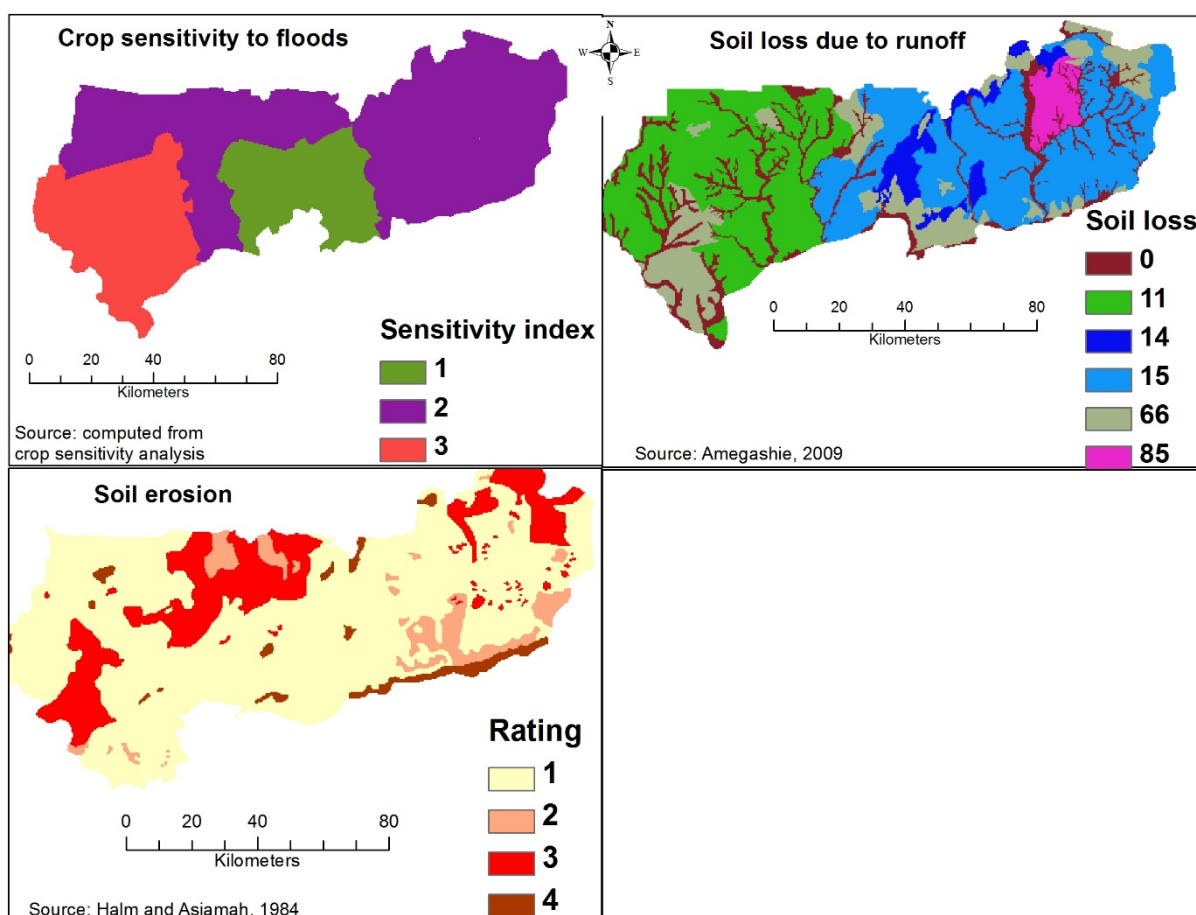 Crop sensitivity to floods
Sensitivity index
1
2
3
0 40 80
Kilometers
Source: computed from
crop sensitivity analysis
N
W E
S
Soil loss due to runoff
Soil loss
0
11
14
15
66
85
0 20 40 60 80
Kilometers
Source: Amegashie, 2009
Soil erosion
Rating
1
2
3
4
0 20 40 80
Kilometers
Source: Halm and Asiamah, 1984